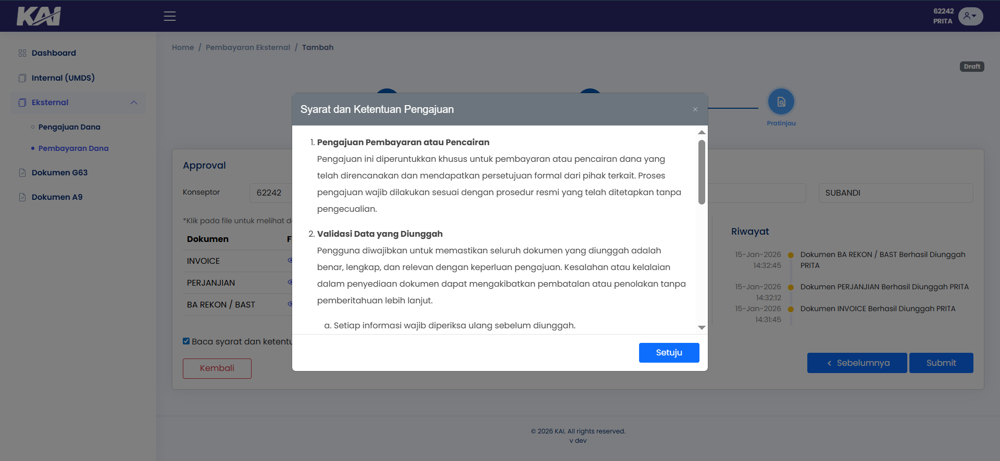 KAI
62242
PRITA
Dashboard
Internal (UMDS)
Eksternal
Pengajuan Dana
Pembayaran Dana
Dokumen G63
Dokumen A9
Home / Pembayaran Eksternal / Tambah
Draft
Pratinjau
Approval
Konseptor
62242
SUBANDI
*Klik pada file untuk melihat
Dokumen
INVOICE
PERJANJIAN
BA REKON / BAST
Baca syarat dan
Kembali
Syarat dan Ketentuan Pengajuan
×
1. Pengajuan Pembayaran atau Pencairan
Pengajuan ini diperuntukkan khusus untuk pembayaran atau pencairan dana yang
telah direncanakan dan mendapatkan persetujuan formal dari pihak terkait. Proses
pengajuan wajib dilakukan sesuai dengan prosedur resmi yang telah ditetapkan tanpa
pengecualian.
2. Validasi Data yang Diunggah
Pengguna diwajibkan untuk memastikan seluruh dokumen yang diunggah adalah
benar, lengkap, dan relevan dengan keperluan pengajuan. Kesalahan atau kelalaian
dalam penyediaan dokumen dapat mengakibatkan pembatalan atau penolakan tanpa
pemberitahuan lebih lanjut.
a. Setiap informasi wajib diperiksa ulang sebelum diunggah.
Setuju
Riwayat
15-Jan-2026
14:32:45
Dokumen BA REKON / BAST Berhasil Diunggah
PRITA
15-Jan-2026
14:32:12
Dokumen PERJANJIAN Berhasil Diunggah PRITA
15-Jan-2026
14:31:45
Dokumen INVOICE Berhasil Diunggah PRITA
Sebelumnya
Submit
© 2026 KAI. All rights reserved.
v dev